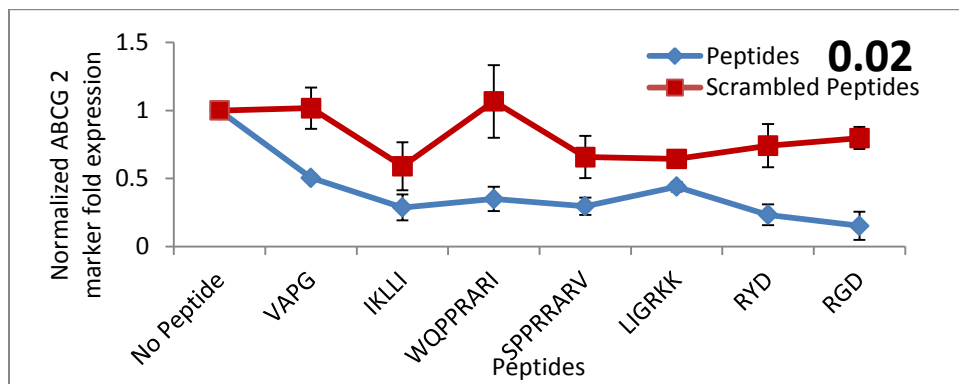 1.5
1
0.5
0
Normalized ABCG 2
marker fold expression
Peptides
Scrambled Peptides
0.02
No Peptide
VAPG
IKLLI
WQPPRARI
SPPRRARV
LIGRKK
RYD
RGD
Peptides